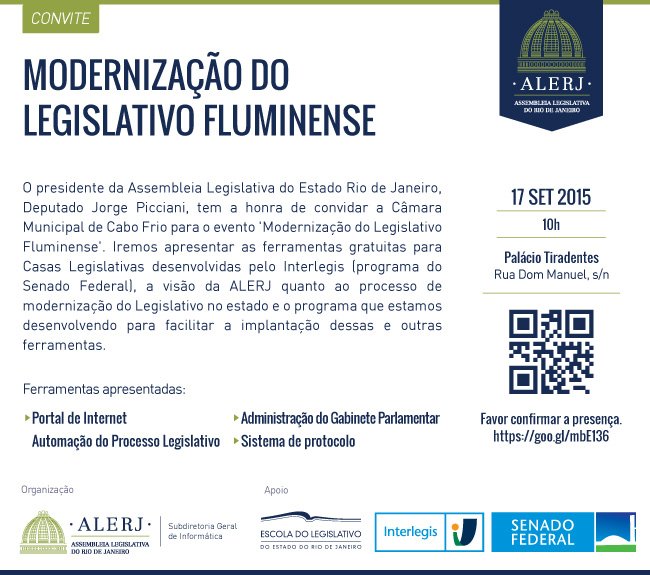 CONVITE
MODERNIZAÇÃO DO
LEGISLATIVO FLUMINENSE
· ALERJ ·
ASSEMBLEIA LEGISLATIVA
DO RIO DE JANEIRO
O presidente da Assembleia Legislativa do Estado Rio de Janeiro,
Deputado Jorge Picciani, tem a honra de convidar a Câmara
Municipal de Cabo Frio para o evento 'Modernização do Legislativo
Fluminense'. Iremos apresentar as ferramentas gratuitas para
Casas Legislativas desenvolvidas pelo Interlegis (programa do
Senado Federal), a visão da ALERJ quanto ao processo de
modernização do Legislativo no estado e o programa que estamos
desenvolvendo para facilitar a implantação dessas e outras
ferramentas.
17 SET 2015
10h
Palácio Tiradentes
Rua Dom Manuel, s/n
Favor confirmar a presença.
https://goo.gl/mbE136
Ferramentas apresentadas:
Portal de Internet
Automação do Processo Legislativo
Administração do Gabinete Parlamentar
Sistema de protocolo
Organização
· ALERJ ·
ASSEMBLEIA LEGISLATIVA
DO RIO DE JANEIRO
Subdiretoria Geral
de Informática
Apoio
ESCOLA DO LEGISLATIVO
DO ESTADO DO RIO DE JANEIRO
Interlegis
SENADO
FEDERAL